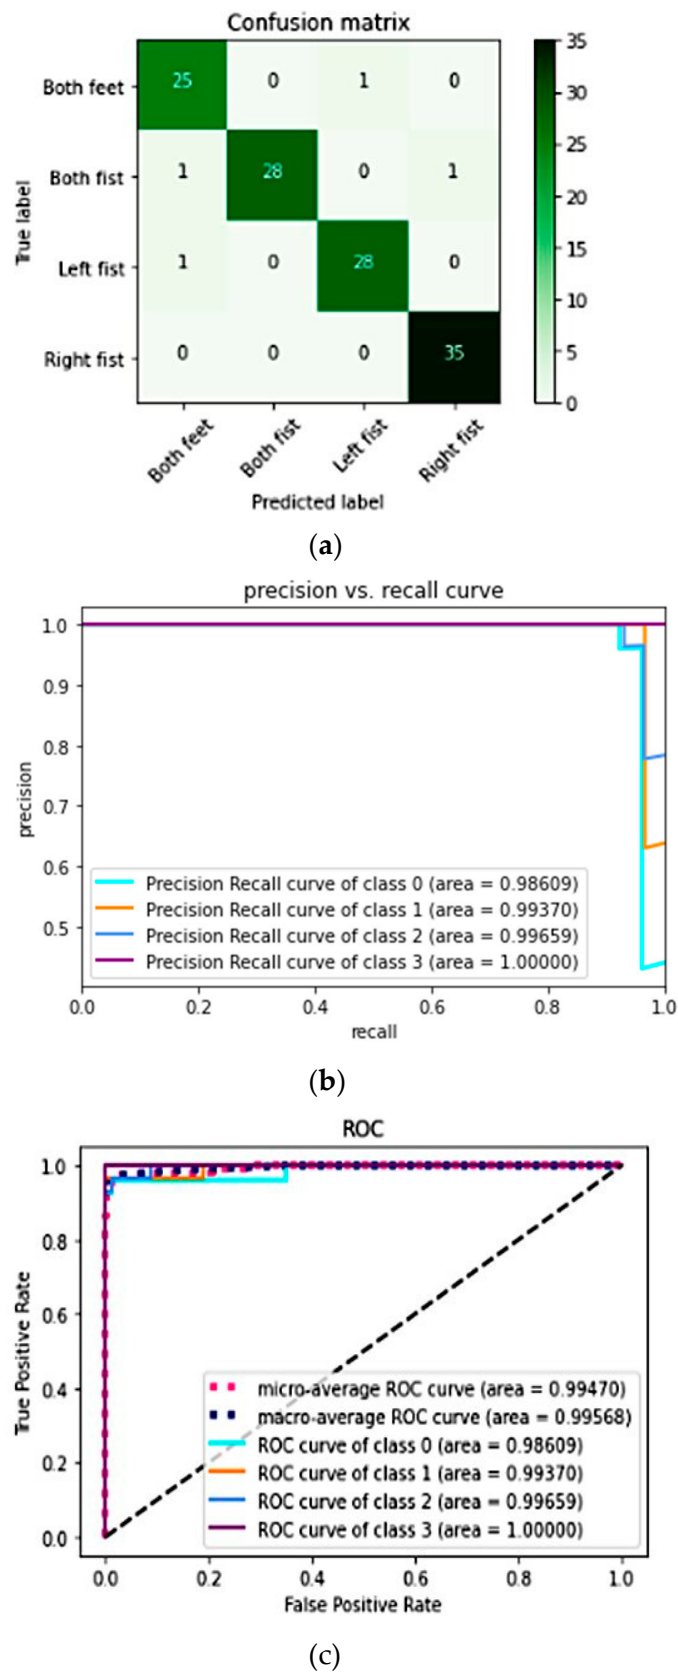 Confusion matrix
Both feet 25 0 1 0
Both fist 1 28 0 1
Left fist 1 0 28 0
Right fist 0 0 0 35
True label
Both feet Both fist Left fist Right fist
Predicted label
35
30
25
20
15
10
5
0
(a)
precision vs. recall curve
1.0
0.9
0.8
0.7
0.6
0.5
precision
Precision Recall curve of class 0 (area = 0.98609)
Precision Recall curve of class 1 (area = 0.99370)
Precision Recall curve of class 2 (area = 0.99659)
Precision Recall curve of class 3 (area = 1.00000)
0.0 0.2 0.4 0.6 0.8 1.0
recall
(b)
ROC
1.0
0.8
0.6
0.4
0.2
0.0
True Positive Rate
micro-average ROC curve (area = 0.99470)
macro-average ROC curve (area = 0.99568)
ROC curve of class 0 (area = 0.98609)
ROC curve of class 1 (area = 0.99370)
ROC curve of class 2 (area = 0.99659)
ROC curve of class 3 (area = 1.00000)
0.0 0.2 0.4 0.6 0.8 1.0
False Positive Rate
(c)